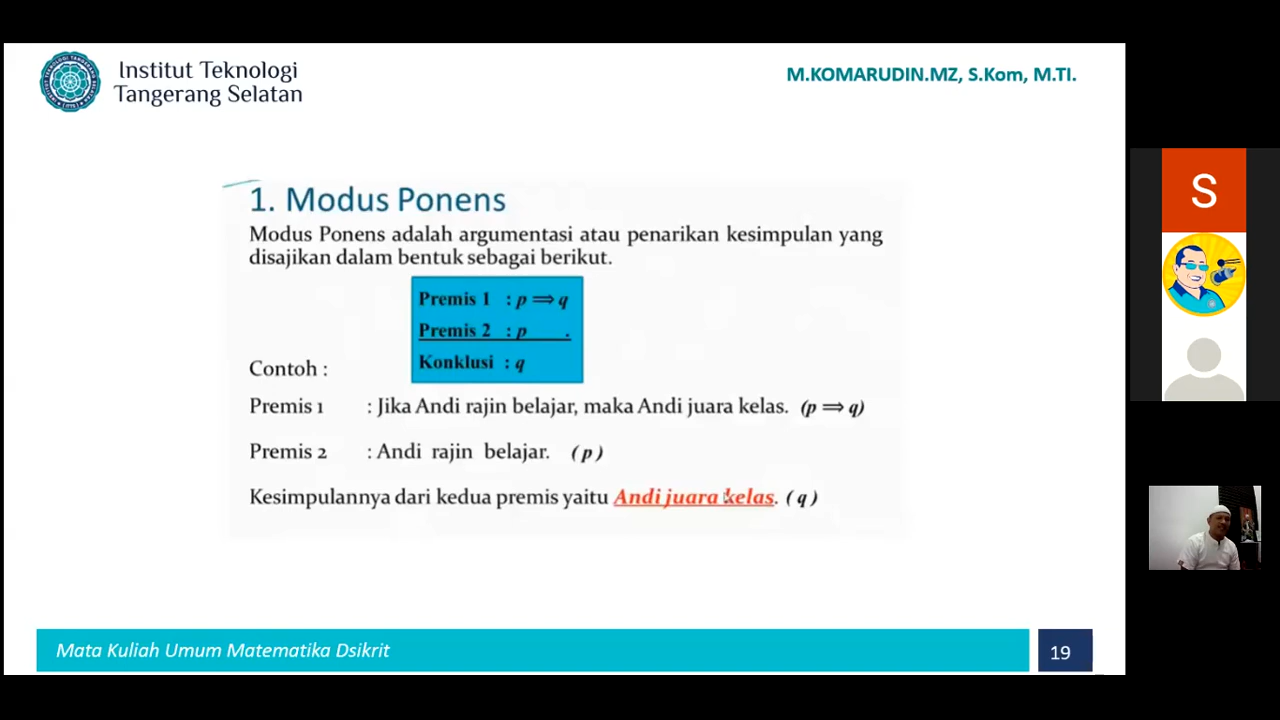 Institut Teknologi
Tangerang Selatan
M.KOMARUDIN.MZ, S.Kom, M.TI.
1. Modus Ponens
Modus Ponens adalah argumentasi atau penarikan kesimpulan yang
disajikan dalam bentuk sebagai berikut.
Premis 1 : p ⟹ q
Premis 2 : p .
Konklusi : q
Contoh :
Premis 1 : Jika Andi rajin belajar, maka Andi juara kelas. (p ⟹ q)
Premis 2 : Andi rajin belajar. ( p )
Kesimpulannya dari kedua premis yaitu Andi juara kelas. ( q )
Mata Kuliah Umum Matematika Dsikrit
19
S